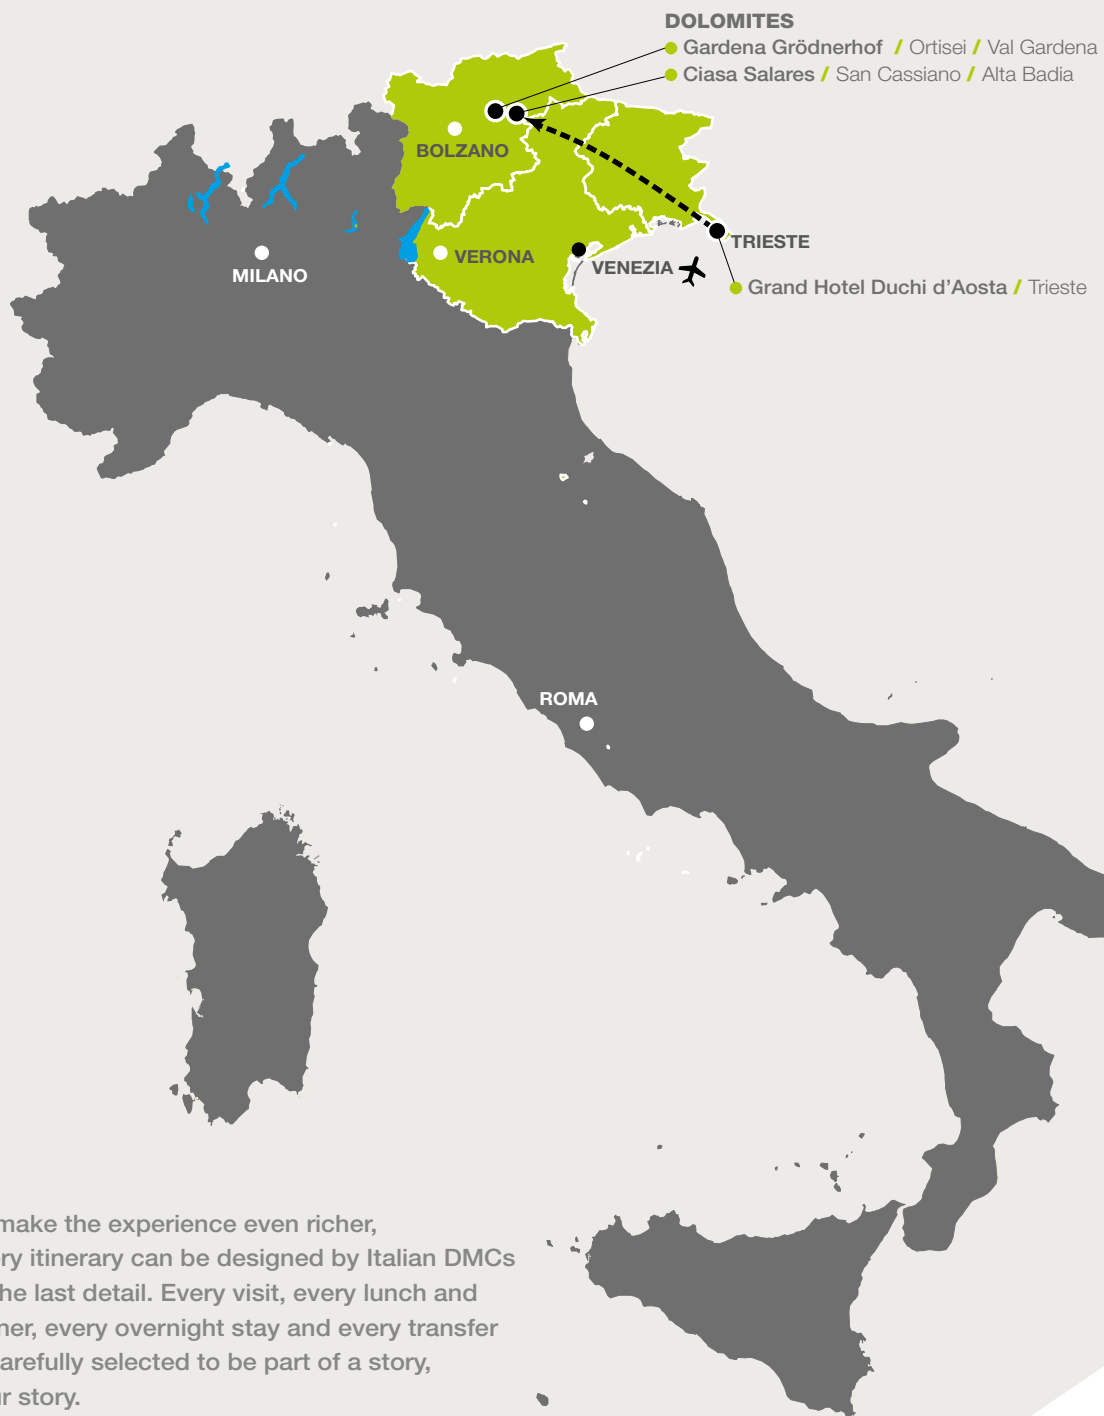 DOLOMITES
Gardena Grödnerhof / Ortisei / Val Gardena
Ciasa Salares / San Cassiano / Alta Badia
BOLZANO
TRIESTE
VERONA
VENEZIA
MILANO
Grand Hotel Duchi d’Aosta / Trieste
ROMA
make the experience even richer,
ry itinerary can be designed by Italian DMCs
he last detail. Every visit, every lunch and
ner, every overnight stay and every transfer
arefully selected to be part of a story,
ur story.